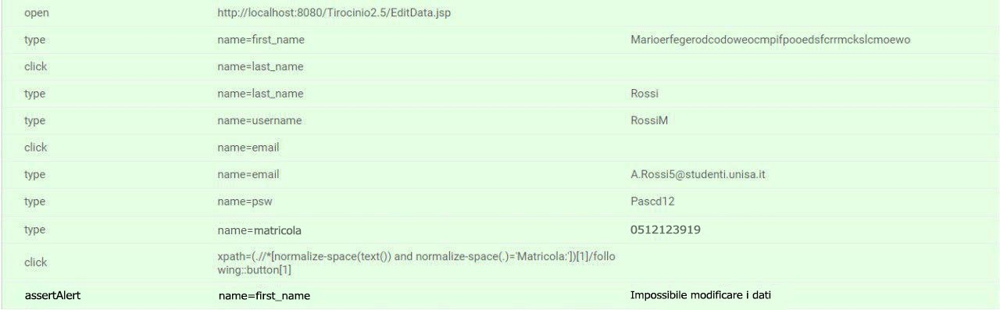 open http://localhost:8080/Tirocinio2.5/EditData.jsp
type name=first_name Marioerfegerodcodoweocmpifpooedsfcrrmckslcmoewo
click name=last_name
type name=last_name Rossi
type name=username RossiM
click name=email
type name=email A.Rossi5@studenti.unisa.it
type name=psw Pascd12
type name=matricola 0512123919
click xpath=(.//*[normalize-space(text()) and normalize-space(.)='Matricola:'])[1]/follo
wing::button[1]
assertAlert name=first_name Impossibile modificare i dati